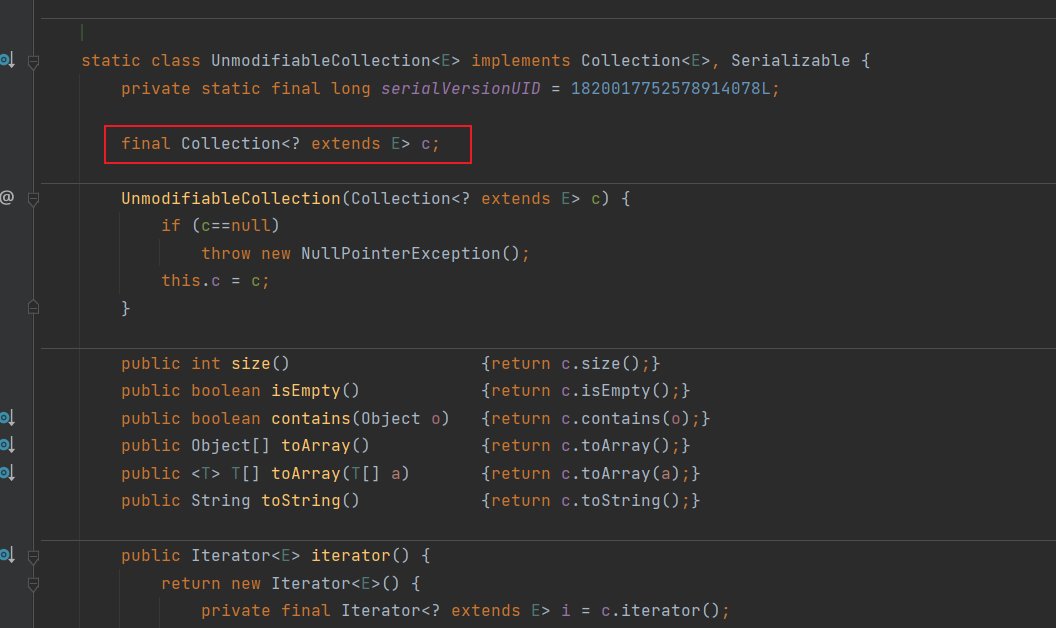 static class UnmodifiableCollection<E> implements Collection<E>, Serializable {
private static final long serialVersionUID = 1820017752578914078L;
final Collection<? extends E> c;
@
UnmodifiableCollection(Collection<? extends E> c) {
if (c==null)
throw new NullPointerException();
this.c = c;
}
public int size() {return c.size();}
public boolean isEmpty() {return c.isEmpty();}
public boolean contains(Object o) {return c.contains(o);}
public Object[] toArray() {return c.toArray();}
public <T> T[] toArray(T[] a) {return c.toArray(a);}
public String toString() {return c.toString();}
public Iterator<E> iterator() {
return new Iterator<E>() {
private final Iterator<? extends E> i = c.iterator();